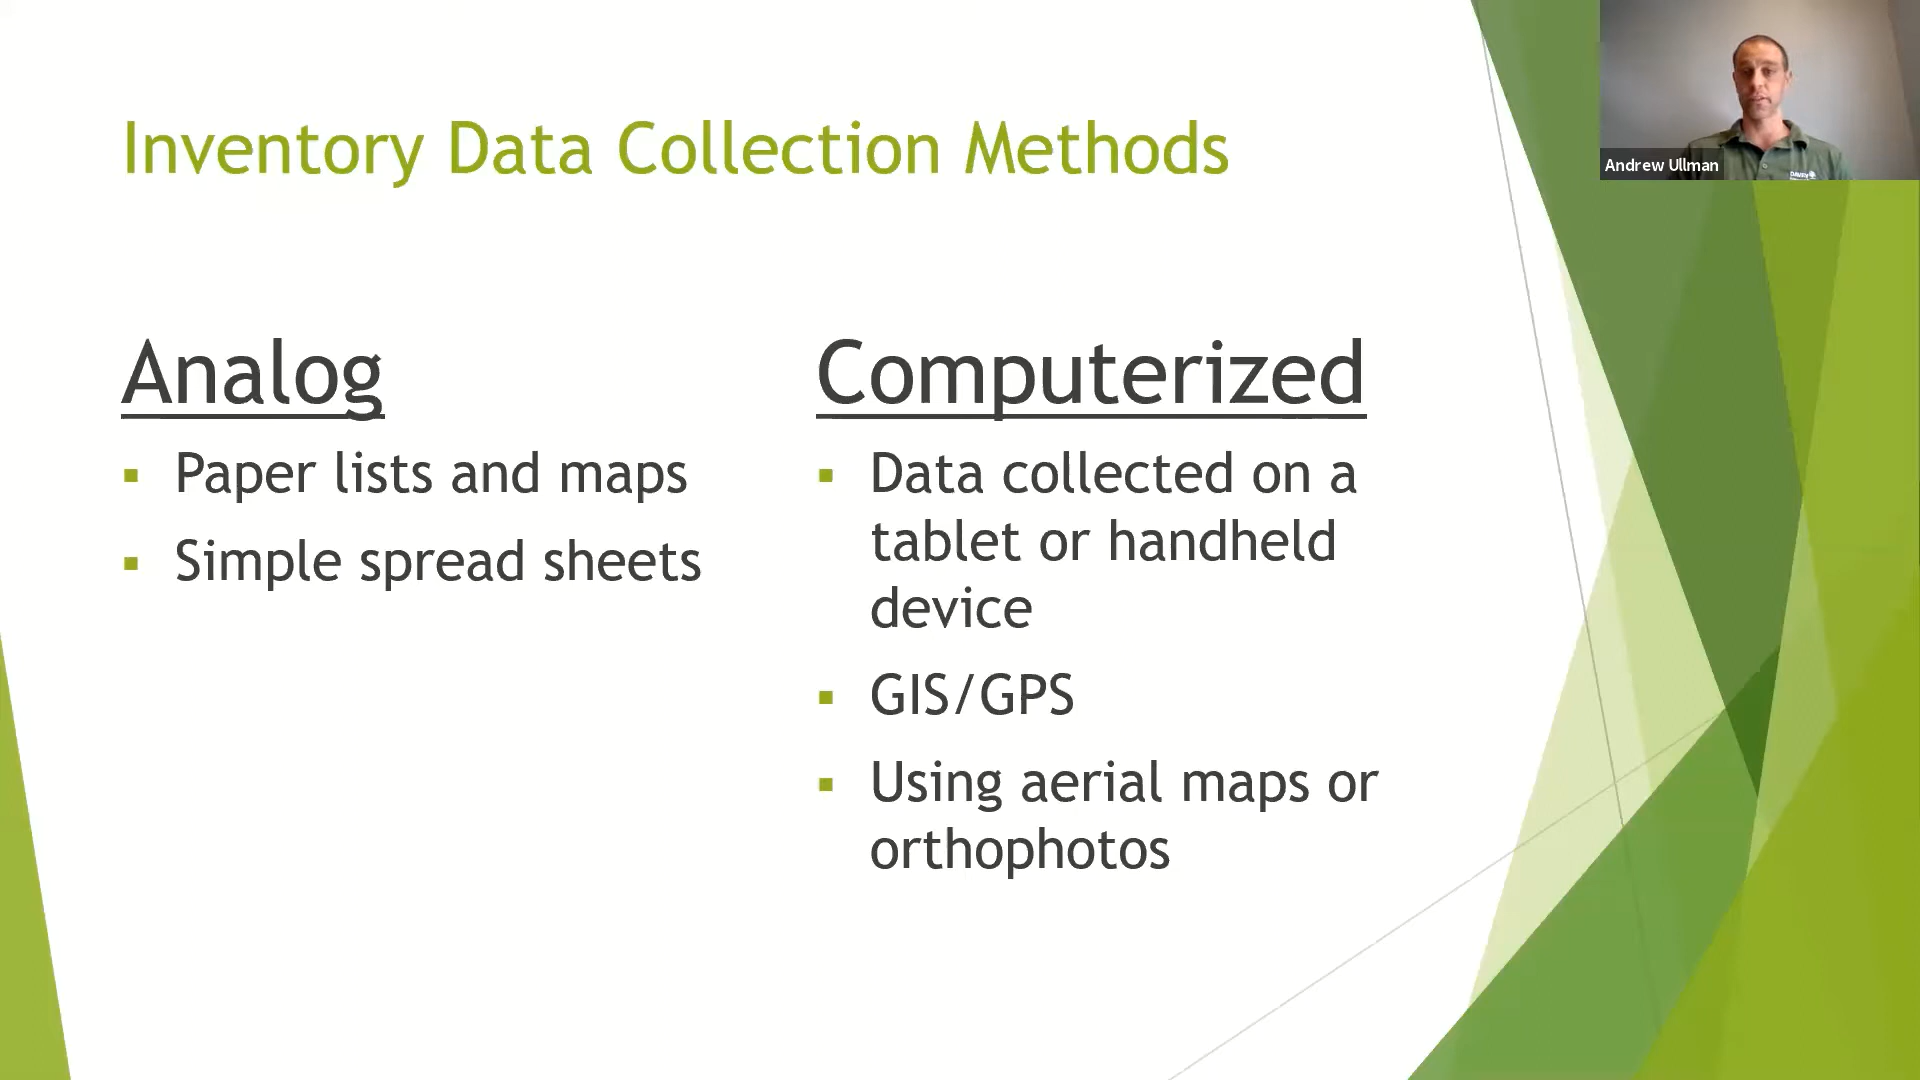 Inventory Data Collection Methods
Andrew Ullman
DAVEY
Analog
Paper lists and maps
Simple spread sheets
Computerized
Data collected on a
tablet or handheld
device
GIS/GPS
Using aerial maps or
orthophotos